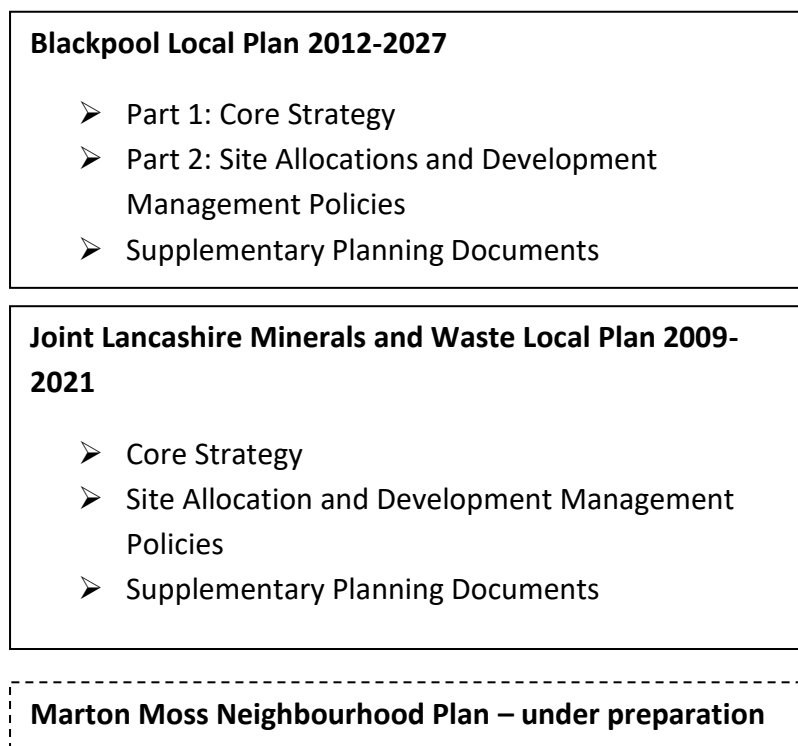 Blackpool Local Plan 2012-2027
➢ Part 1: Core Strategy
➢ Part 2: Site Allocations and Development
Management Policies
➢ Supplementary Planning Documents
Joint Lancashire Minerals and Waste Local Plan 2009-
2021
➢ Core Strategy
➢ Site Allocation and Development Management
Policies
➢ Supplementary Planning Documents
Marton Moss Neighbourhood Plan – under preparation